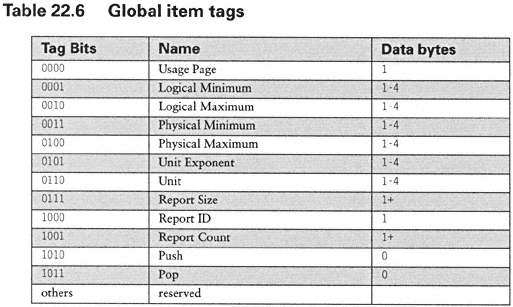 Table 22.6 Global item tags
Tag Bits Name Data bytes
0000 Usage Page 1
0001 Logical Minimum 1-4
0010 Logical Maximum 1-4
0011 Physical Minimum 1-4
0100 Physical Maximum 1-4
0101 Unit Exponent 1-4
0110 Unit 1-4
0111 Report Size 1+
1000 Report ID 1
1001 Report Count 1+
1010 Push 0
1011 Pop 0
others reserved